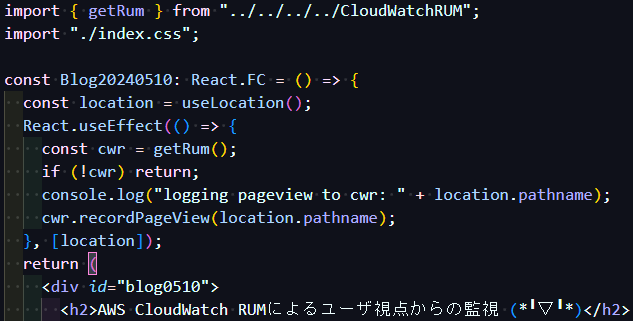 import { getRum } from "../../../../CloudWatchRUM";
import "./index.css";
const Blog20240510: React.FC = () => {
const location = useLocation();
React.useEffect(() => {
const cwr = getRum();
if (!cwr) return;
console.log("logging pageview to cwr: " + location.pathname);
cwr.recordPageView(location.pathname);
}, [location]);
return (
<div id="blog0510">
<h2>AWS CloudWatch RUMによるユーザ視点からの監視 (*╹▽╹*)</h2>